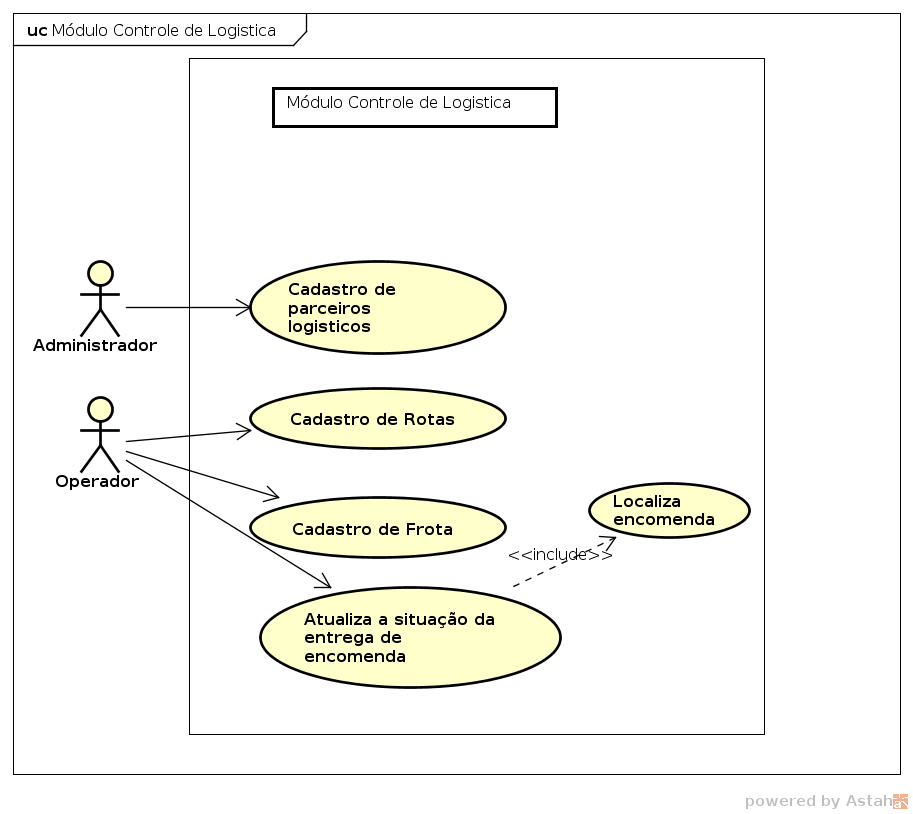 uc Módulo Controle de Logistica
Módulo Controle de Logistica
Cadastro de
parceiros
logisticos
Administrador
Cadastro de Rotas
Operador
Localiza
encomenda
Cadastro de Frota
<<include>>
Atualiza a situação da
entrega de
encomenda
powered by Astah